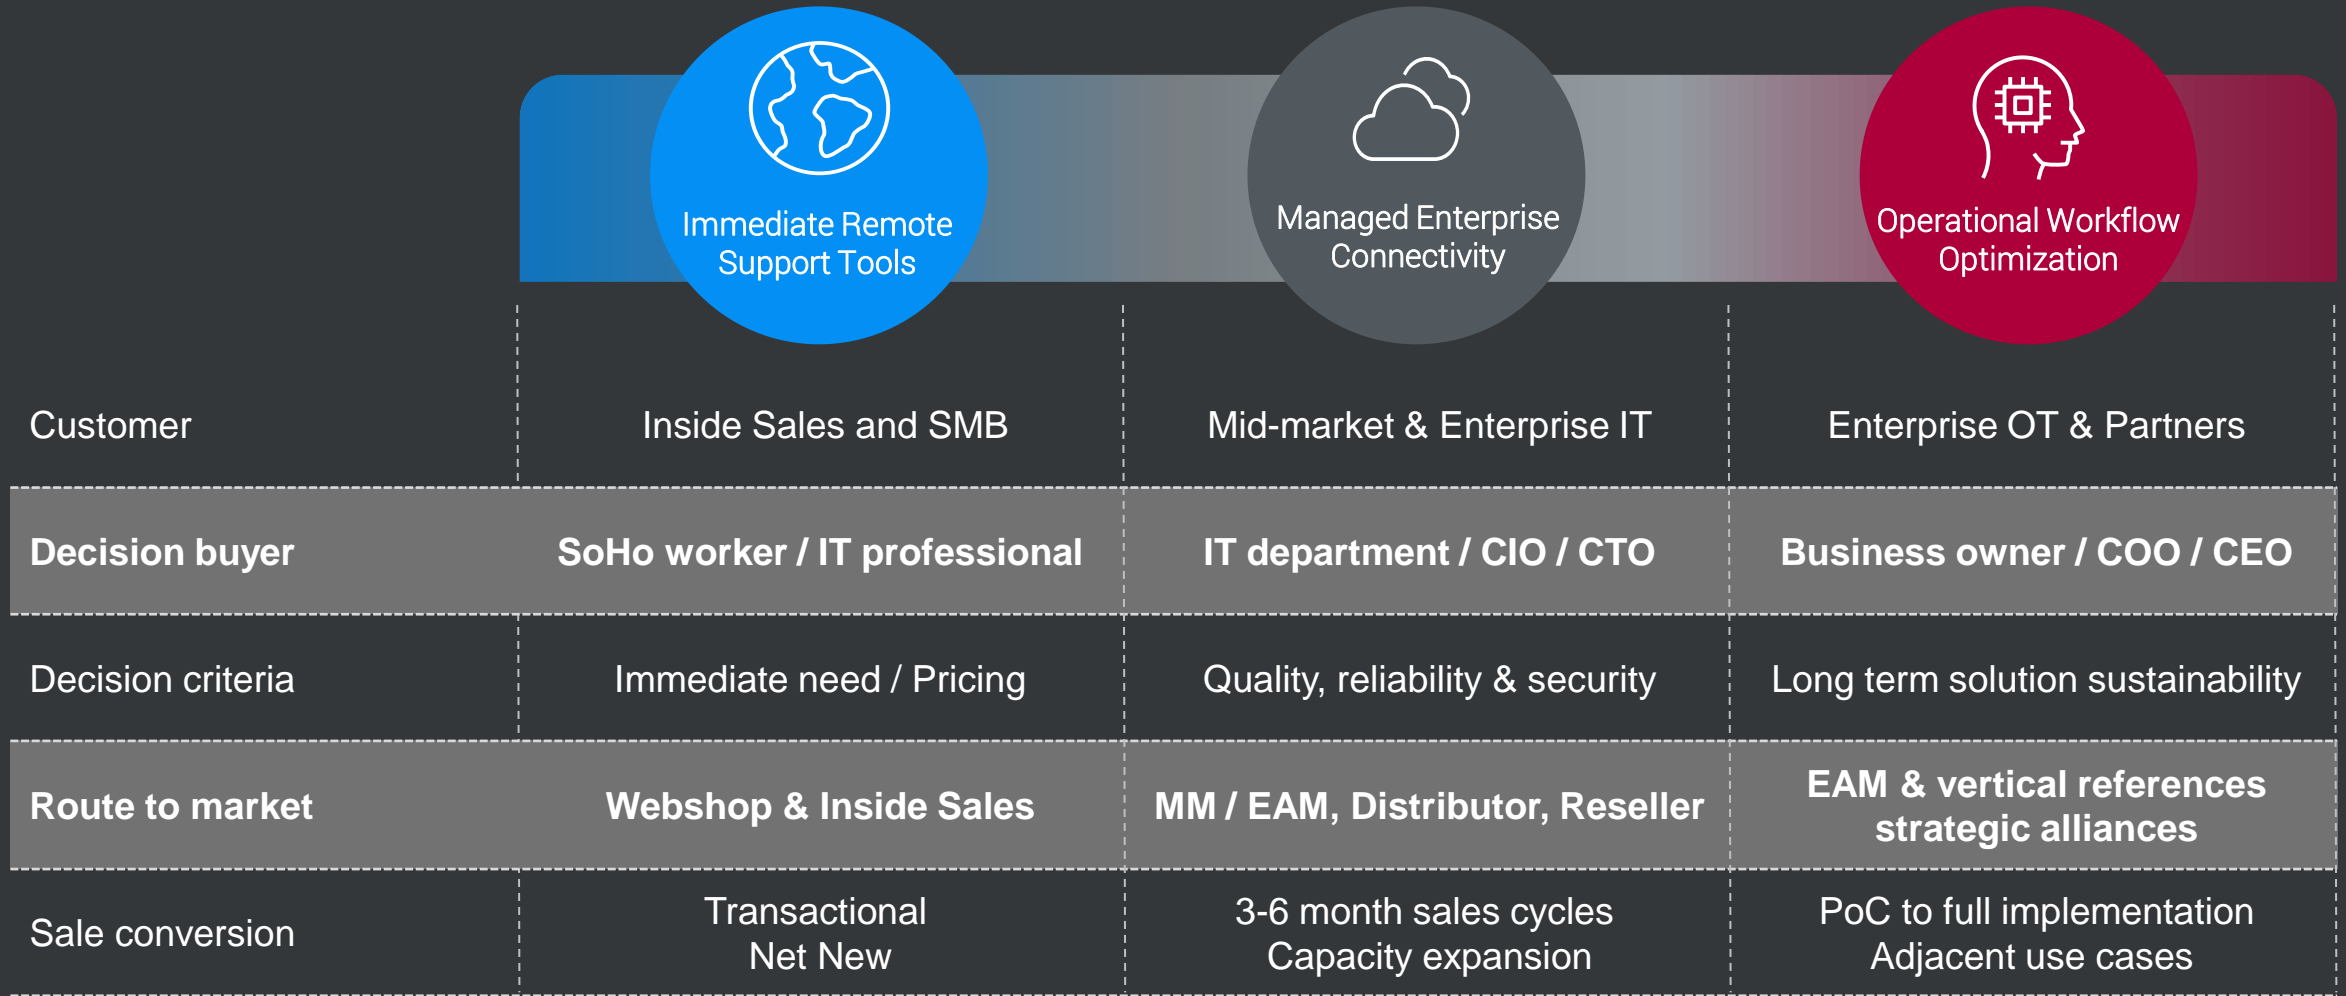 Immediate Remote
Support Tools
Managed Enterprise
Connectivity
Operational Workflow
Optimization
Customer
Inside Sales and SMB
Mid-market & Enterprise IT
Enterprise OT & Partners
Decision buyer
SoHo worker / IT professional
IT department / CIO / CTO
Business owner / COO / CEO
Decision criteria
Immediate need / Pricing
Quality, reliability & security
Long term solution sustainability
Route to market
Webshop & Inside Sales
MM / EAM, Distributor, Reseller
EAM & vertical references
strategic alliances
Sale conversion
Transactional
Net New
3-6 month sales cycles
Capacity expansion
PoC to full implementation
Adjacent use cases